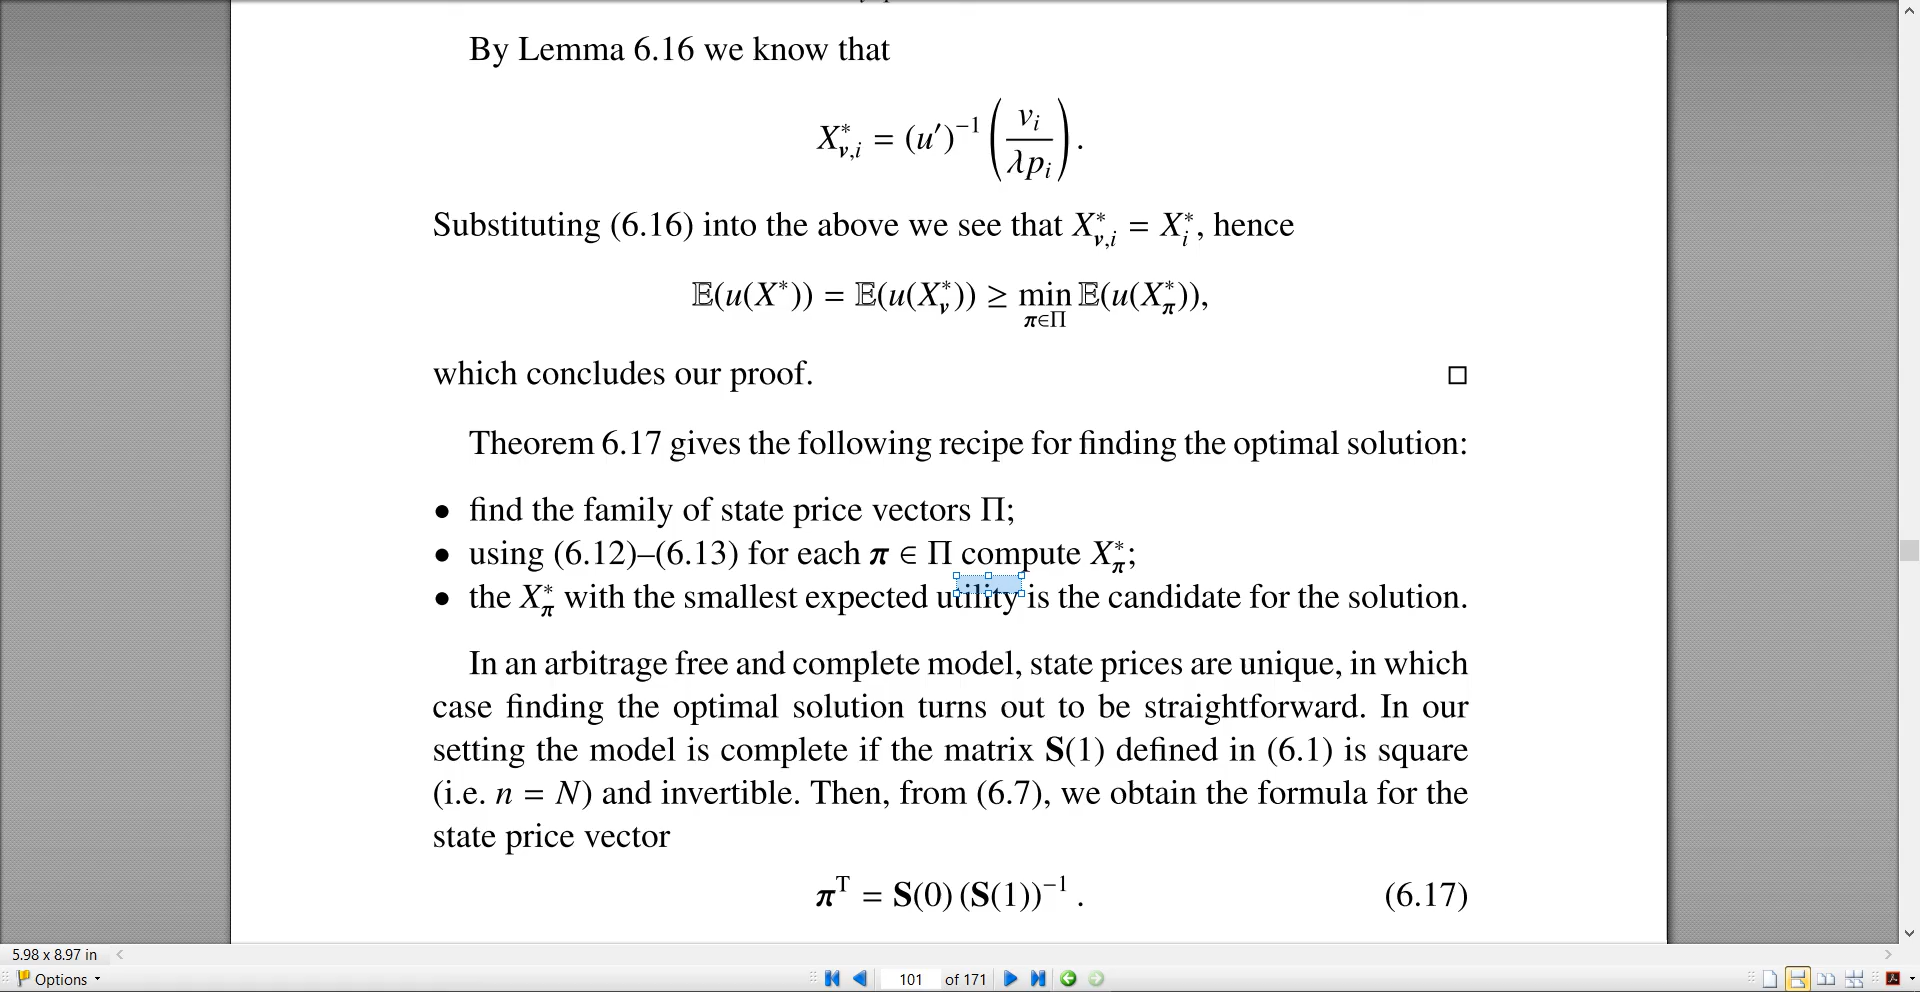 By Lemma 6.16 we know that
X*_{ν,i} = (u′)^{−1} (ν_i / λp_i).
Substituting (6.16) into the above we see that X*_{ν,i} = X*_i, hence
𝔼(u(X*)) = 𝔼(u(X*_ν)) ≥ min_{π∈Π} 𝔼(u(X*_π)),
which concludes our proof. □
Theorem 6.17 gives the following recipe for finding the optimal solution:
• find the family of state price vectors Π;
• using (6.12)–(6.13) for each π ∈ Π compute X*_π;
• the X*_π with the smallest expected utility is the candidate for the solution.
In an arbitrage free and complete model, state prices are unique, in which
case finding the optimal solution turns out to be straightforward. In our
setting the model is complete if the matrix S(1) defined in (6.1) is square
(i.e. n = N) and invertible. Then, from (6.7), we obtain the formula for the
state price vector
π^T = S(0) (S(1))^{−1} . (6.17)
5.98 x 8.97 in
Options 101 of 171